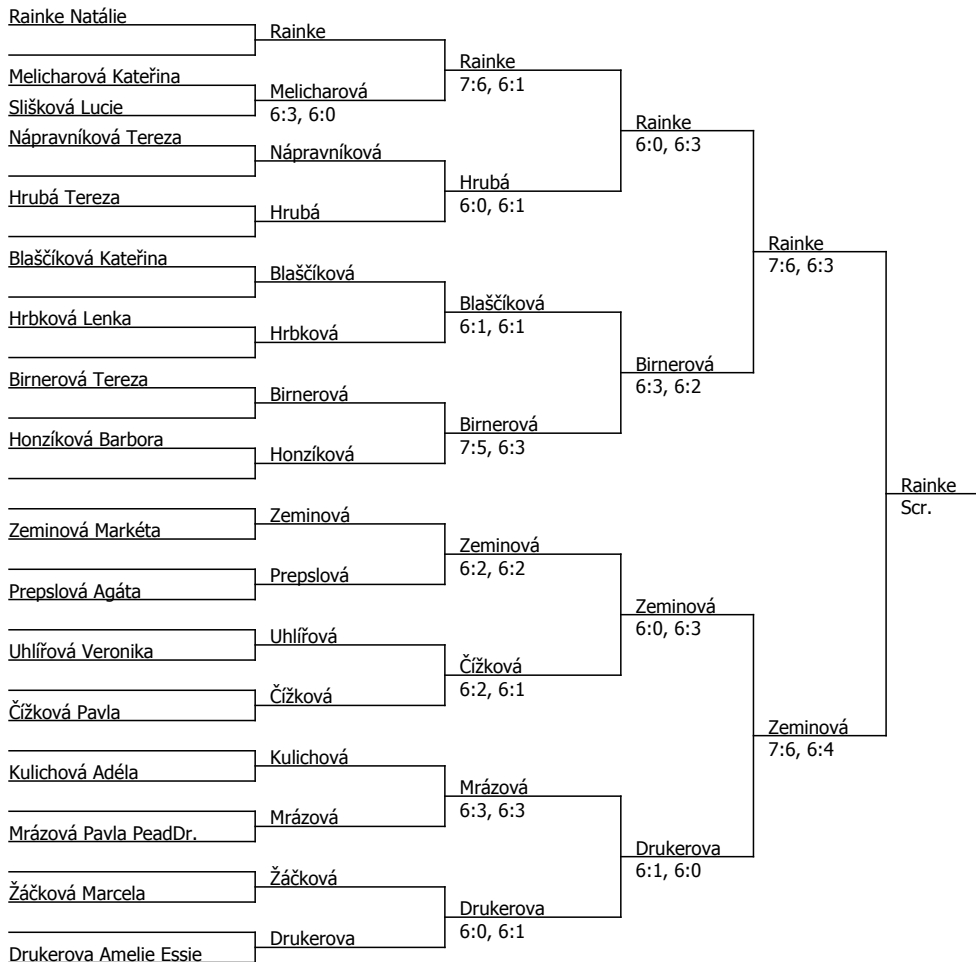 Rainke Natálie
Melicharová Kateřina
Slišková Lucie
Nápravníková Tereza
Hrubá Tereza
Blaščíková Kateřina
Hrbková Lenka
Birnerová Tereza
Honzíková Barbora
Zeminová Markéta
Prepslová Agáta
Uhlířová Veronika
Čížková Pavla
Kulichová Adéla
Mrázová Pavla PeadDr.
Žáčková Marcela
Drukerova Amelie Essie
Rainke
Melicharová
6:3, 6:0
Nápravníková
Hrubá
Blaščíková
Hrbková
Birnerová
Honzíková
Zeminová
Prepslová
Uhlířová
Čížková
Kulichová
Mrázová
Žáčková
Drukerova
Rainke
7:6, 6:1
Hrubá
6:0, 6:1
Blaščíková
6:1, 6:1
Birnerová
7:5, 6:3
Zeminová
6:2, 6:2
Čížková
6:2, 6:1
Mrázová
6:3, 6:3
Drukerova
6:0, 6:1
Rainke
6:0, 6:3
Birnerová
6:3, 6:2
Zeminová
6:0, 6:3
Drukerova
6:1, 6:0
Rainke
7:6, 6:3
Zeminová
7:6, 6:4
Rainke
Scr.